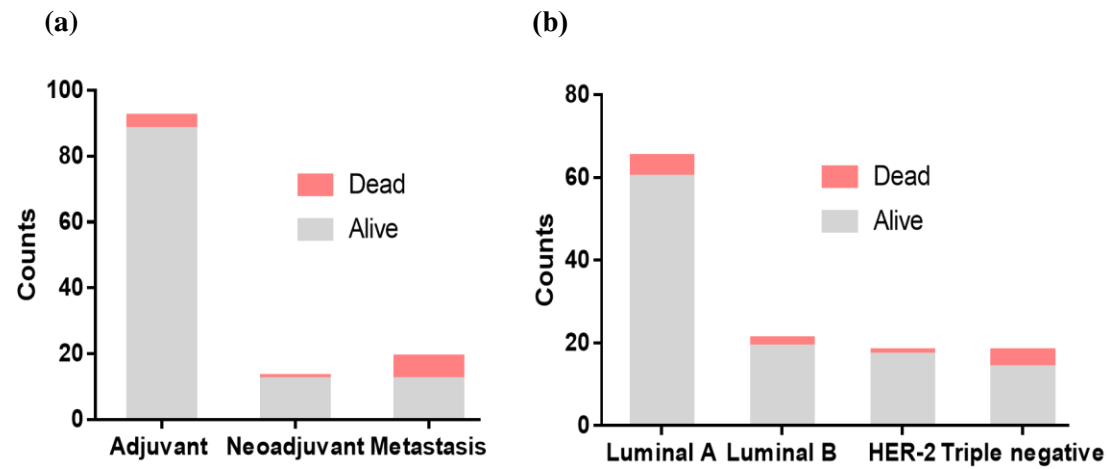 (a)
100
80
60
40
20
0
Counts
Dead
Alive
Adjuvant Neoadjuvant Metastasis
(b)
80
60
40
20
0
Counts
Dead
Alive
Luminal A Luminal B HER-2 Triple negative